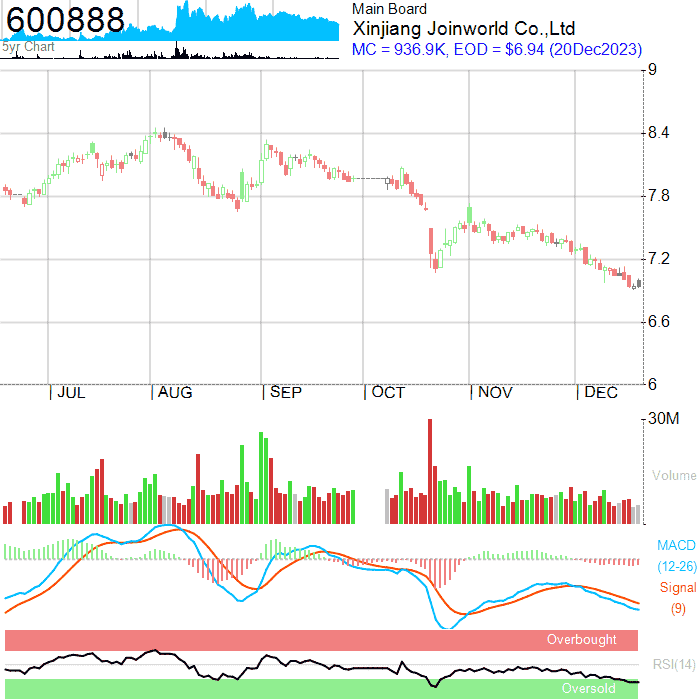 600888
5yr Chart
Main Board
Xinjiang Joinworld Co.,Ltd
MC = 936.9K, EOD = $6.94 (20Dec2023)
9
8.4
7.8
7.2
6.6
6
JUL AUG SEP OCT NOV DEC
30M
Volume
MACD
(12-26)
Signal
(9)
Overbought
RSI(14)
Oversold